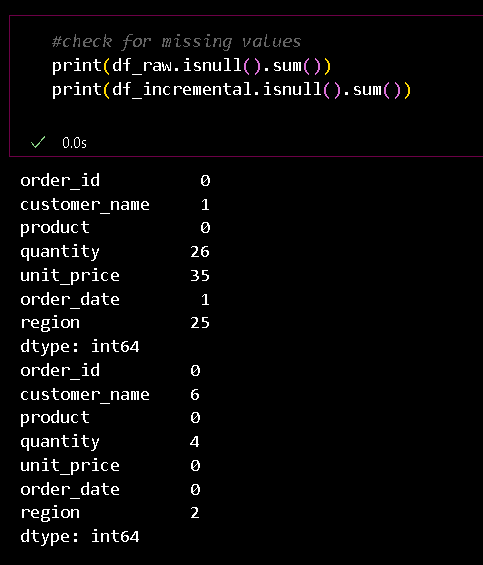 #check for missing values
print(df_raw.isnull().sum())
print(df_incremental.isnull().sum())
0.0s
order_id 0
customer_name 1
product 0
quantity 26
unit_price 35
order_date 1
region 25
dtype: int64
order_id 0
customer_name 6
product 0
quantity 4
unit_price 0
order_date 0
region 2
dtype: int64